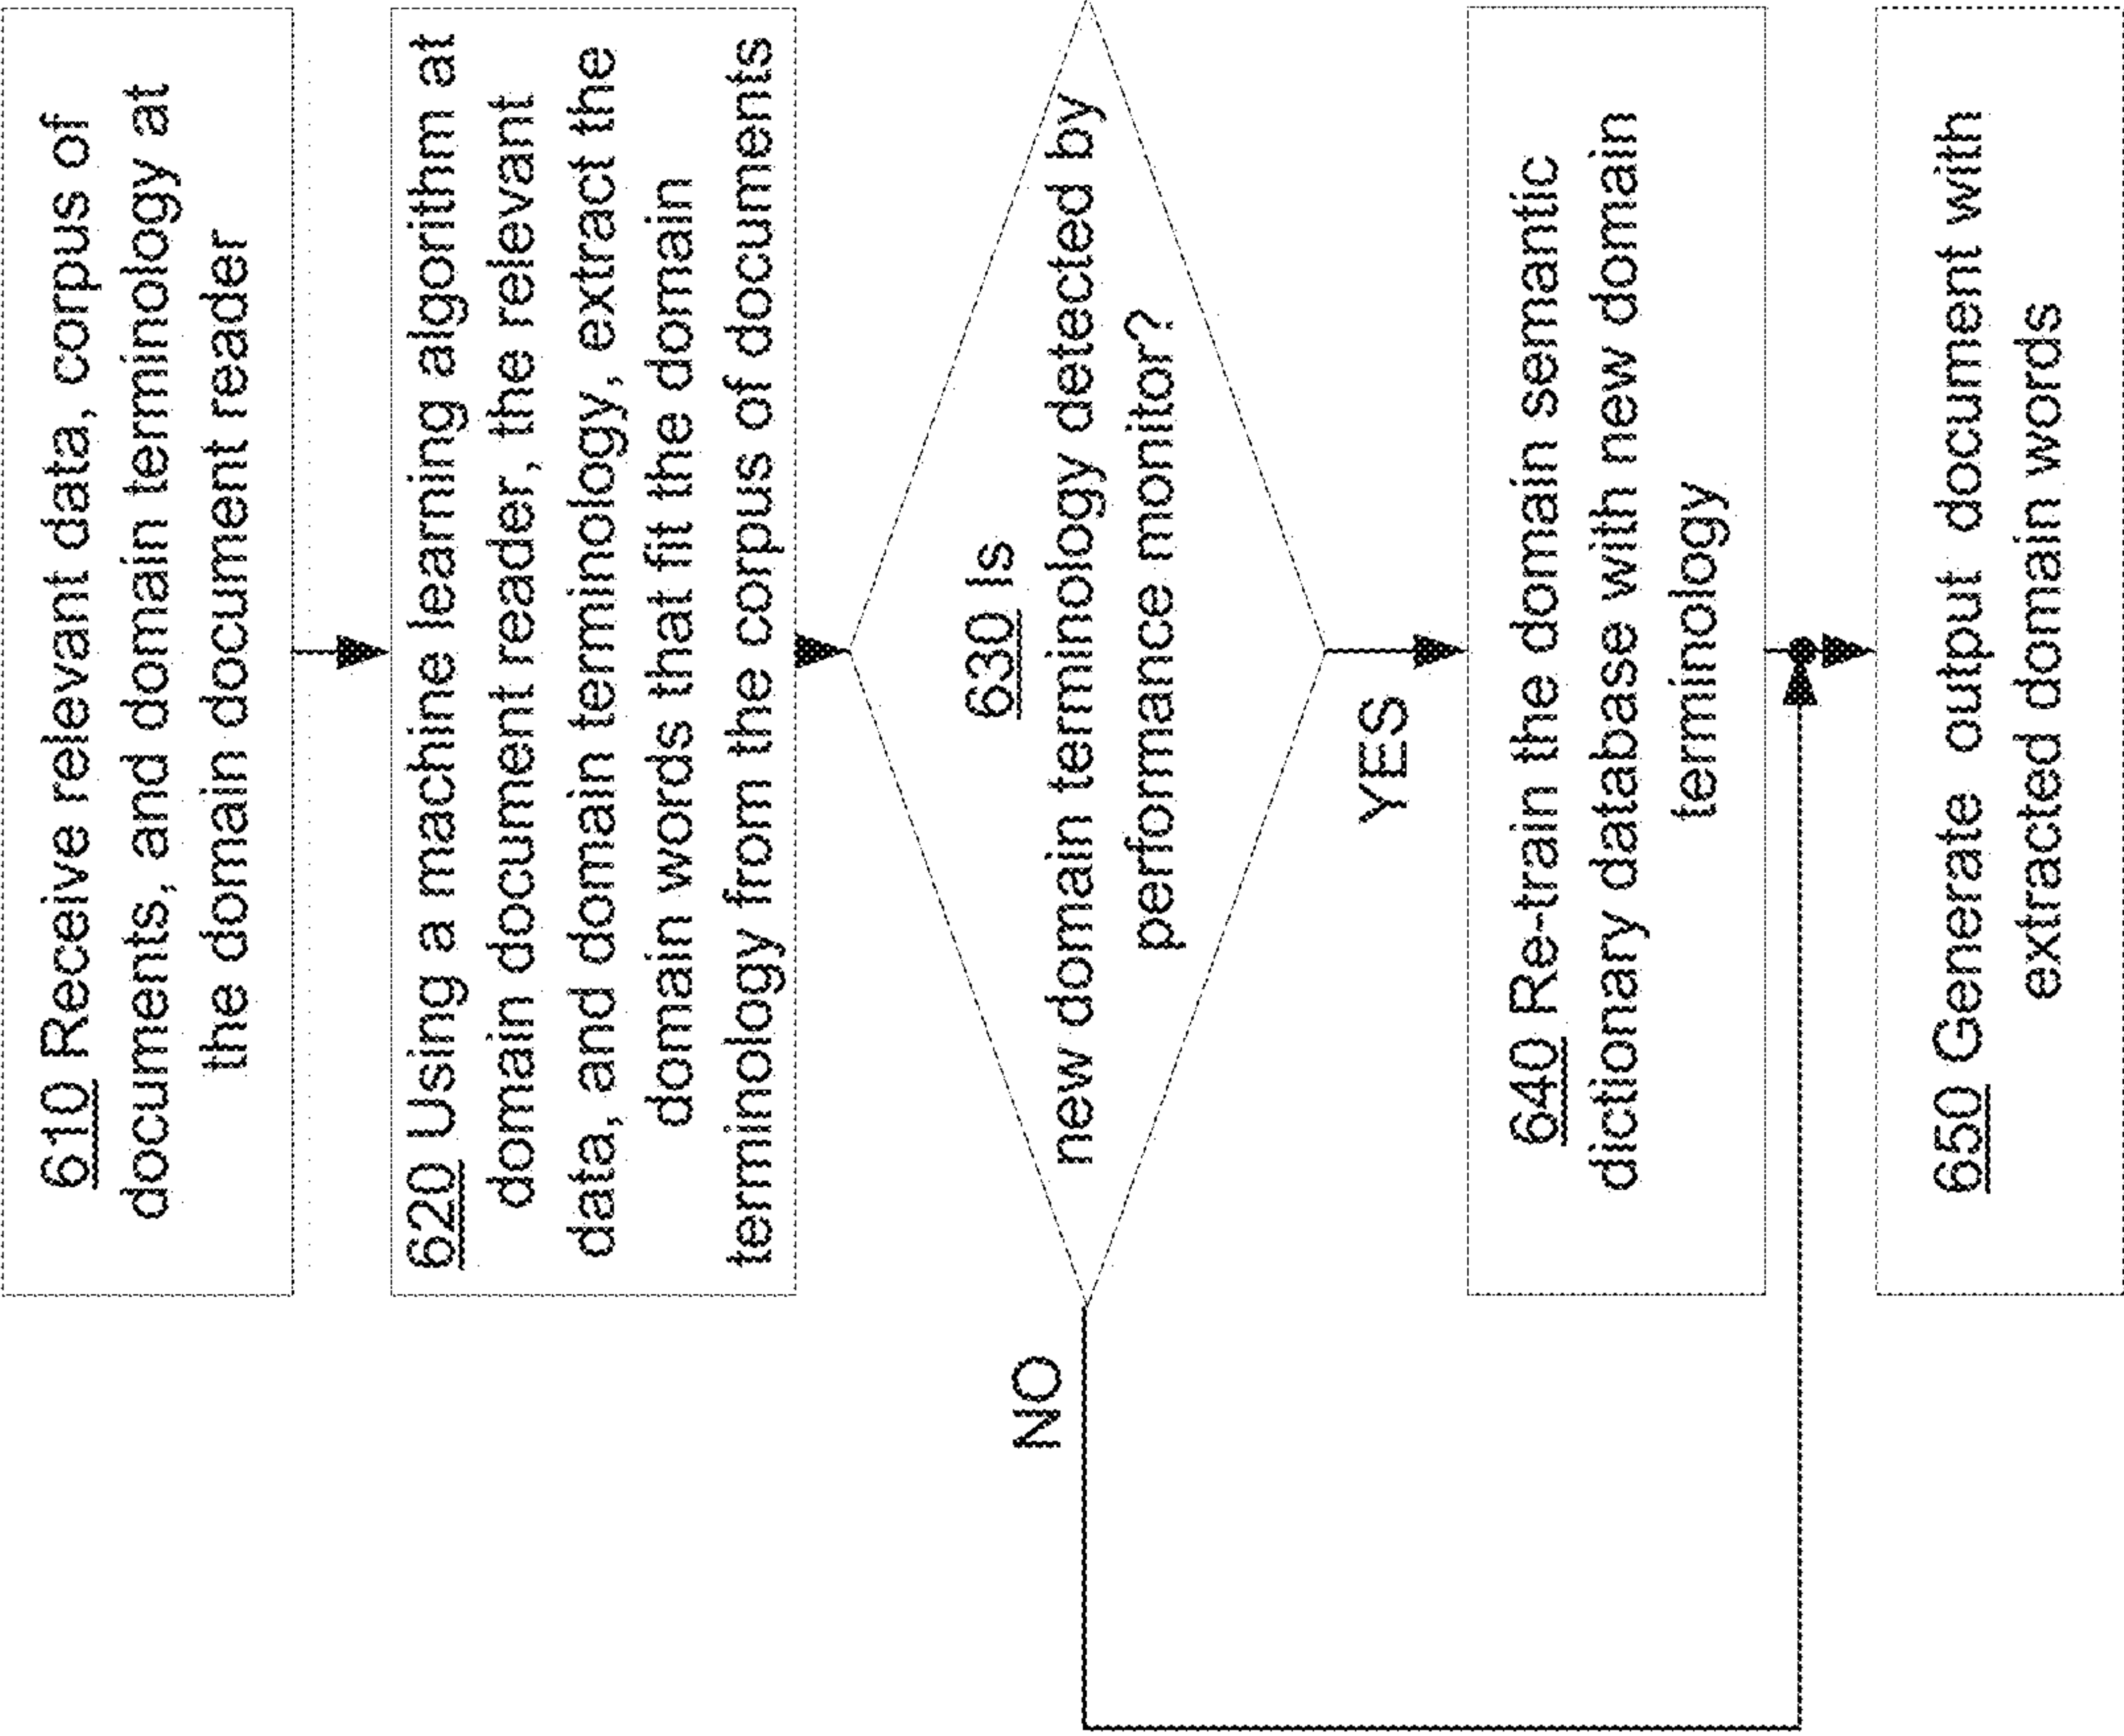 610 Receive relevant data, corpus of
documents, and domain terminology at
the domain document reader
620 Using a machine learning algorithm at
domain document reader, the relevant
data, and domain terminology, extract the
domain words that fit the domain
terminology from the corpus of documents
630 Is
new domain terminology detected by
performance monitor?
NO
YES
640 Re-train the domain semantic
dictionary database with new domain
terminology
650 Generate output document with
extracted domain words